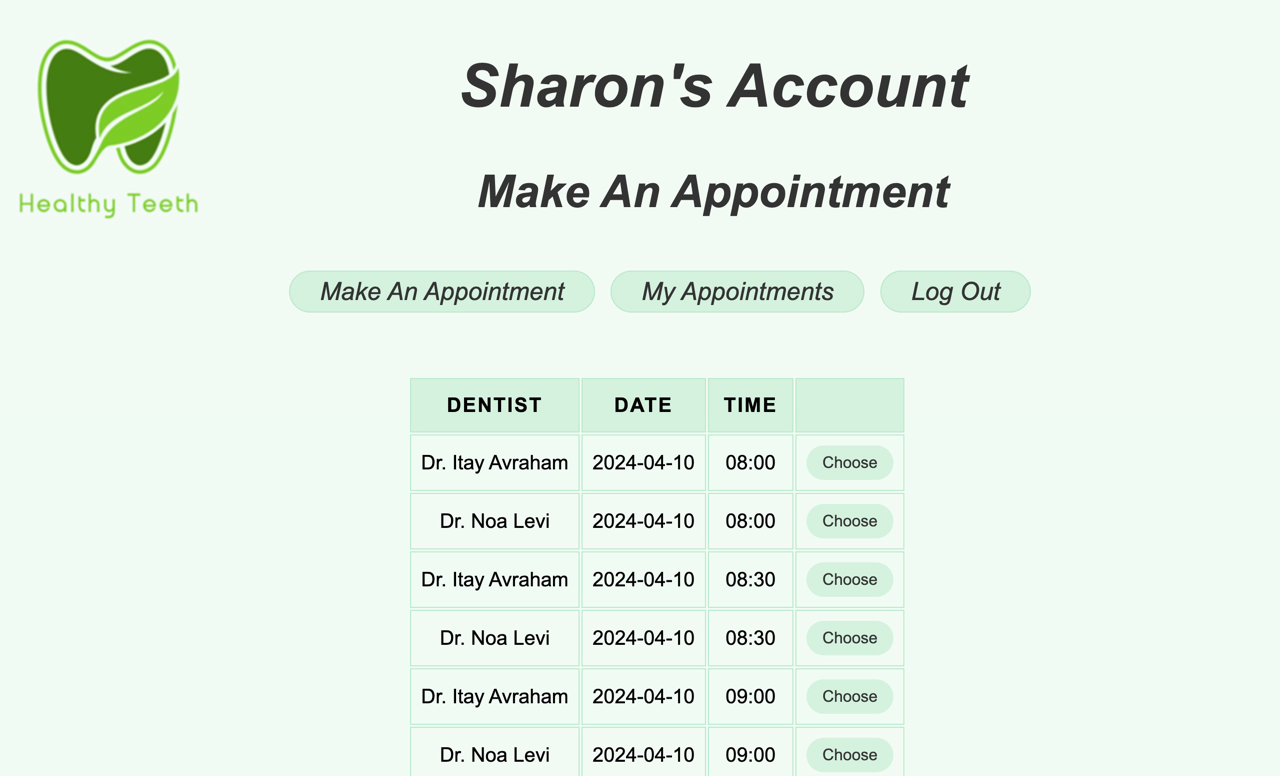 Healthy Teeth
Sharon's Account
Make An Appointment
Make An Appointment My Appointments Log Out
DENTIST DATE TIME
Dr. Itay Avraham 2024-04-10 08:00 Choose
Dr. Noa Levi 2024-04-10 08:00 Choose
Dr. Itay Avraham 2024-04-10 08:30 Choose
Dr. Noa Levi 2024-04-10 08:30 Choose
Dr. Itay Avraham 2024-04-10 09:00 Choose
Dr. Noa Levi 2024-04-10 09:00 Choose